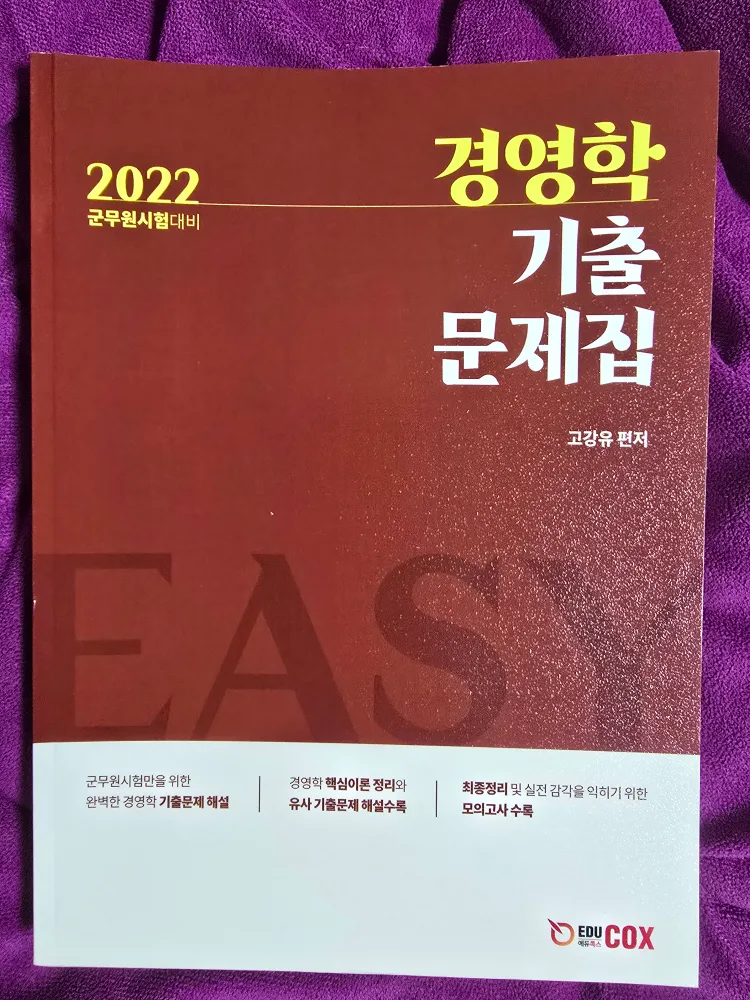 2022
군무원시험대비
경영학
기출
문제집
고강유 편저
EASY
군무원시험만을 위한
완벽한 경영학 기출문제 해설
경영학 핵심이론 정리와
유사 기출문제 해설수록
최종정리 및 실전 감각을 익히기 위한
모의고사 수록
EDU COX
에듀콕스